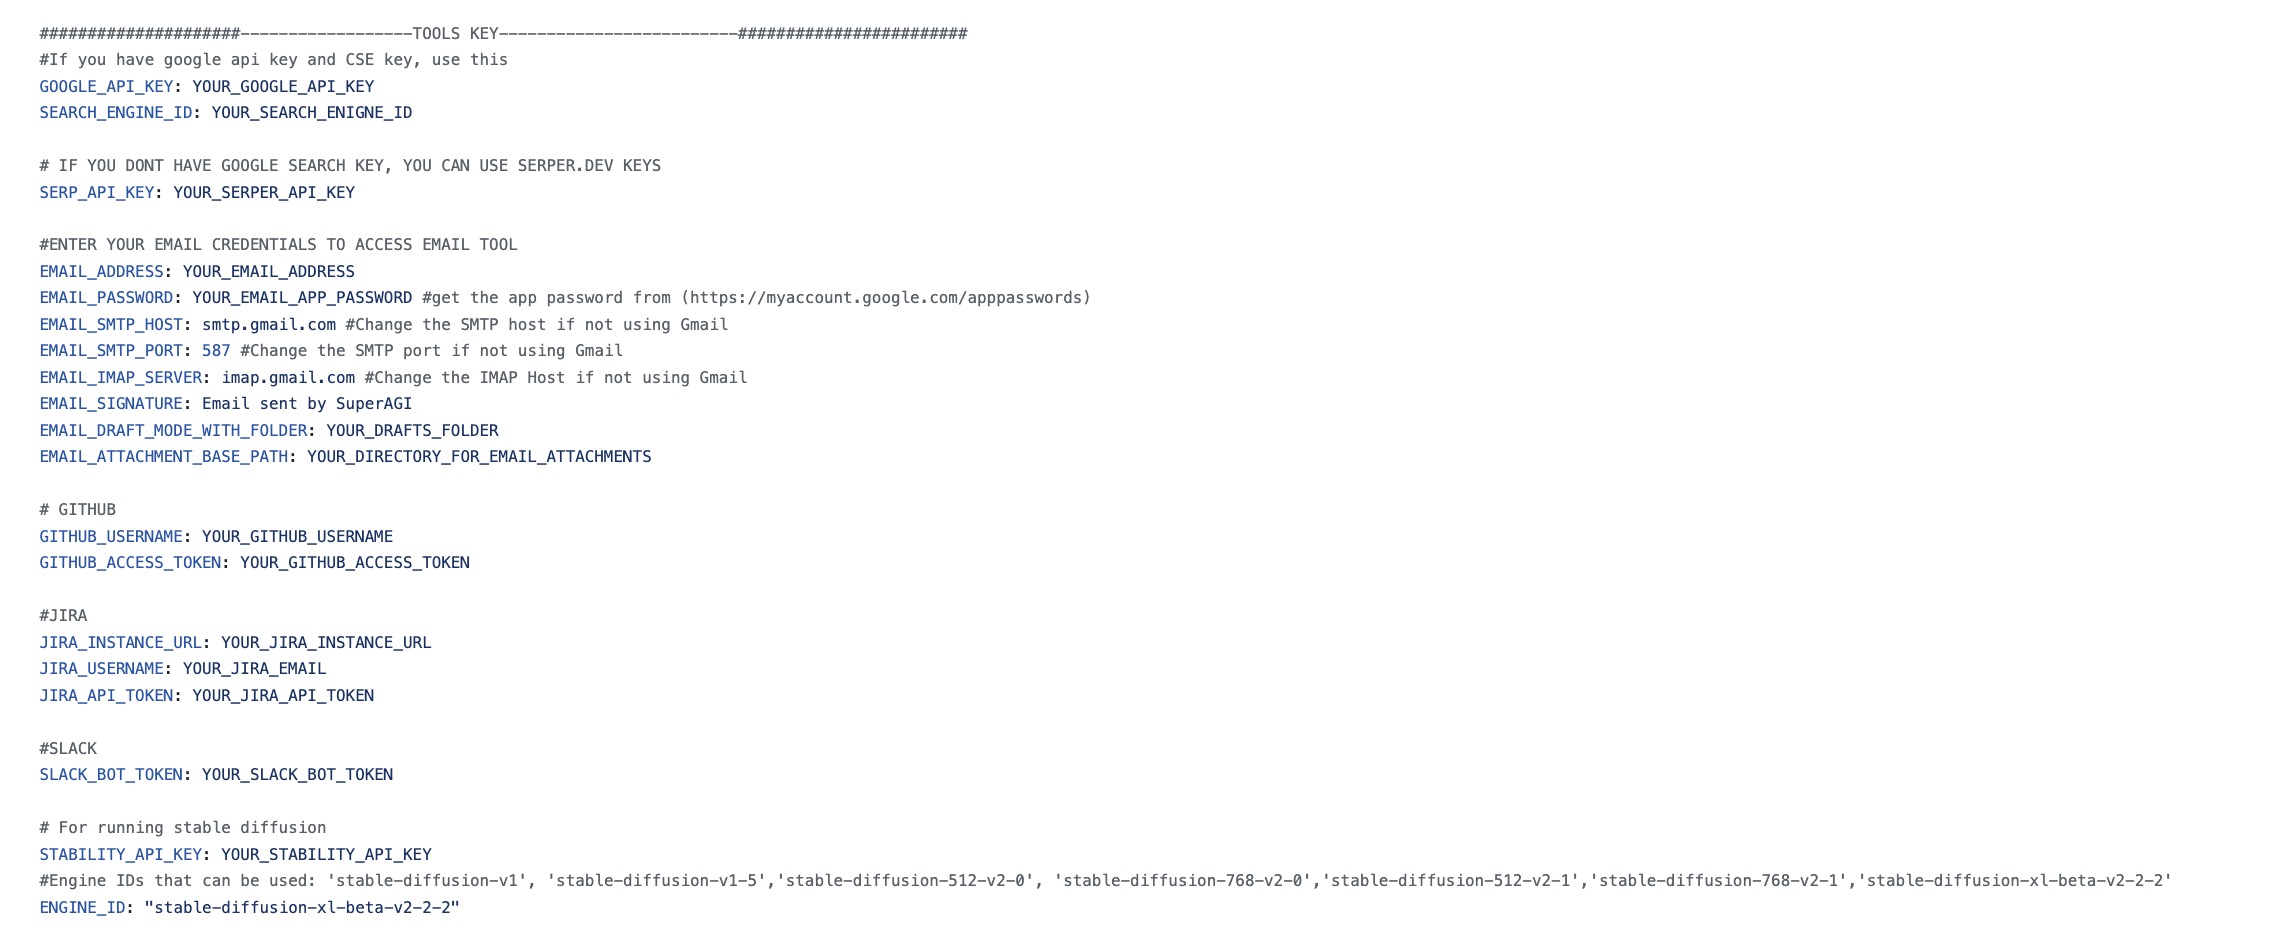 #####################------------------TOOLS KEY-------------------------########################
#If you have google api key and CSE key, use this
GOOGLE_API_KEY: YOUR_GOOGLE_API_KEY
SEARCH_ENGINE_ID: YOUR_SEARCH_ENIGNE_ID

# IF YOU DONT HAVE GOOGLE SEARCH KEY, YOU CAN USE SERPER.DEV KEYS
SERP_API_KEY: YOUR_SERPER_API_KEY

#ENTER YOUR EMAIL CREDENTIALS TO ACCESS EMAIL TOOL
EMAIL_ADDRESS: YOUR_EMAIL_ADDRESS
EMAIL_PASSWORD: YOUR_EMAIL_APP_PASSWORD #get the app password from (https://myaccount.google.com/apppasswords)
EMAIL_SMTP_HOST: smtp.gmail.com #Change the SMTP host if not using Gmail
EMAIL_SMTP_PORT: 587 #Change the SMTP port if not using Gmail
EMAIL_IMAP_SERVER: imap.gmail.com #Change the IMAP Host if not using Gmail
EMAIL_SIGNATURE: Email sent by SuperAGI
EMAIL_DRAFT_MODE_WITH_FOLDER: YOUR_DRAFTS_FOLDER
EMAIL_ATTACHMENT_BASE_PATH: YOUR_DIRECTORY_FOR_EMAIL_ATTACHMENTS

# GITHUB
GITHUB_USERNAME: YOUR_GITHUB_USERNAME
GITHUB_ACCESS_TOKEN: YOUR_GITHUB_ACCESS_TOKEN

#JIRA
JIRA_INSTANCE_URL: YOUR_JIRA_INSTANCE_URL
JIRA_USERNAME: YOUR_JIRA_EMAIL
JIRA_API_TOKEN: YOUR_JIRA_API_TOKEN

#SLACK
SLACK_BOT_TOKEN: YOUR_SLACK_BOT_TOKEN

# For running stable diffusion
STABILITY_API_KEY: YOUR_STABILITY_API_KEY
#Engine IDs that can be used: 'stable-diffusion-v1', 'stable-diffusion-v1-5','stable-diffusion-512-v2-0', 'stable-diffusion-768-v2-0','stable-diffusion-512-v2-1','stable-diffusion-768-v2-1','stable-diffusion-xl-beta-v2-2-2'
ENGINE_ID: "stable-diffusion-xl-beta-v2-2-2"